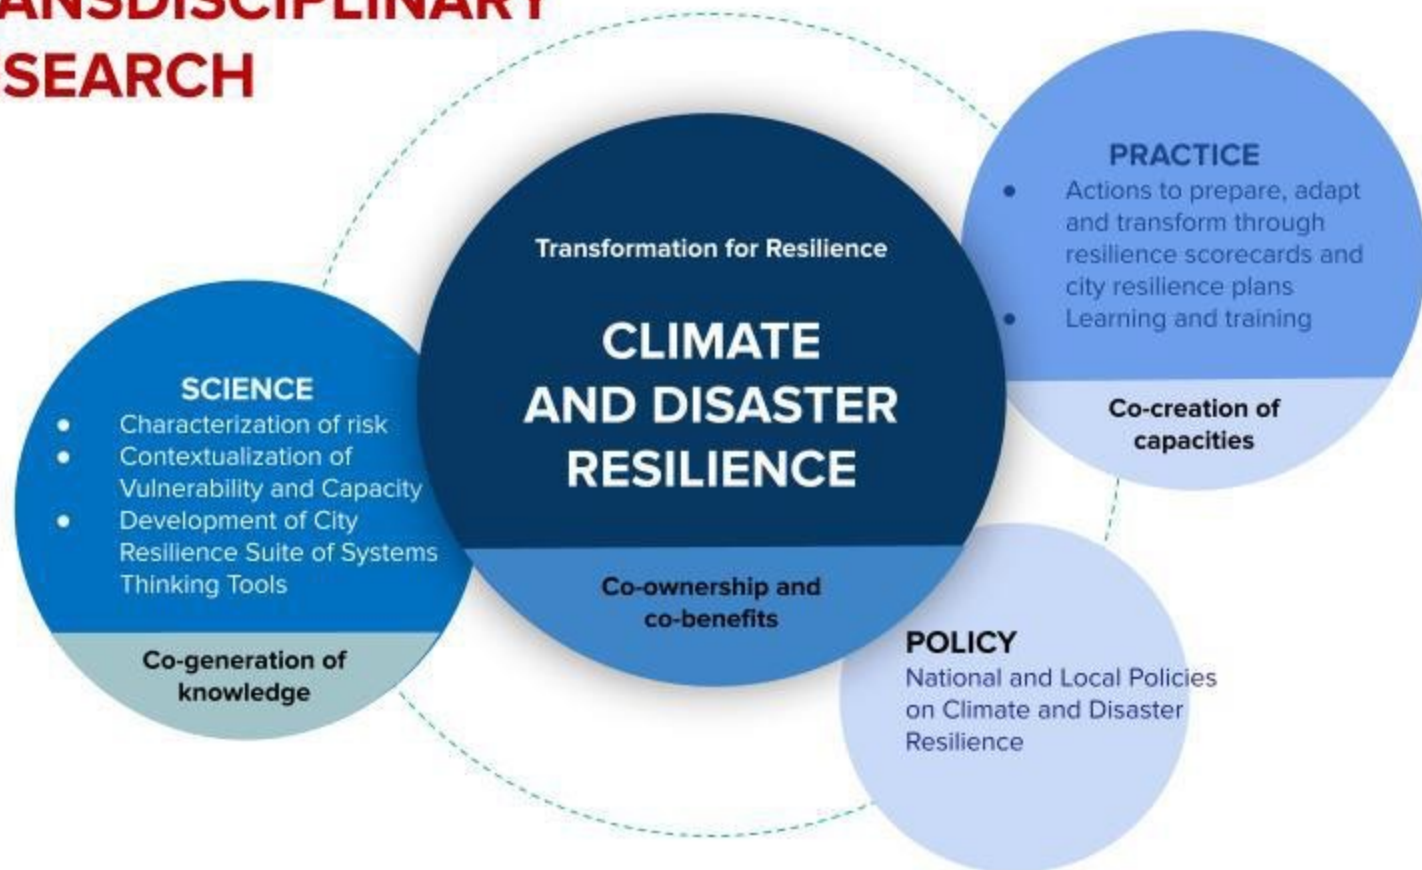 ANSDISCIPLINARY
SEARCH
Transformation for Resilience
CLIMATE
AND DISASTER
RESILIENCE
Co-ownership and
co-benefits
SCIENCE
● Characterization of risk
● Contextualization of
Vulnerability and Capacity
● Development of City
Resilience Suite of Systems
Thinking Tools
Co-generation of
knowledge
PRACTICE
● Actions to prepare, adapt
and transform through
resilience scorecards and
city resilience plans
● Learning and training
Co-creation of
capacities
POLICY
National and Local Policies
on Climate and Disaster
Resilience